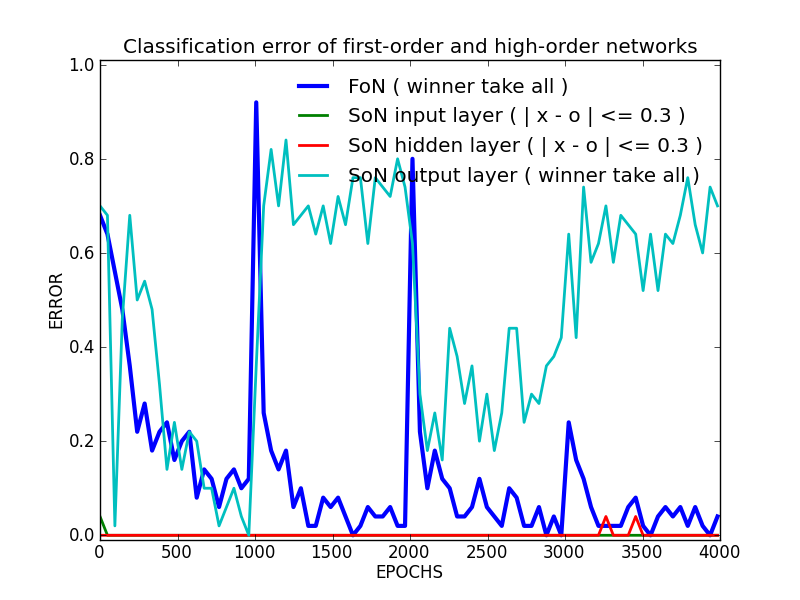 Classification error of first-order and high-order networks
1.0
FoN ( winner take all )
SoN input layer ( | x - o | <= 0.3 )
SoN hidden layer ( | x - o | <= 0.3 )
0.8
SoN output layer ( winner take all )
0.6
ERROR
0.4
0.2
0.0
0 500 1000 1500 2000 2500 3000 3500 4000
EPOCHS